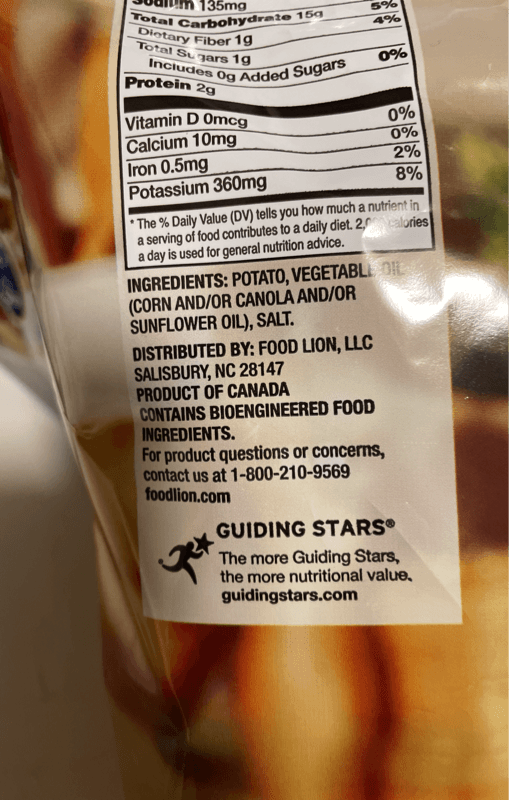 Sodium 135mg 5%
Total Carbohydrate 15g 4%
Dietary Fiber 1g
Total Sugars 1g
Includes 0g Added Sugars 0%
Protein 2g
Vitamin D 0mcg 0%
Calcium 10mg 0%
Iron 0.5mg 2%
Potassium 360mg 8%
* The % Daily Value (DV) tells you how much a nutrient in
a serving of food contributes to a daily diet. calories
a day is used for general nutrition advice.
INGREDIENTS: POTATO, VEGETABLE OIL
(CORN AND/OR CANOLA AND/OR
SUNFLOWER OIL), SALT.
DISTRIBUTED BY: FOOD LION, LLC
SALISBURY, NC 28147
PRODUCT OF CANADA
CONTAINS BIOENGINEERED FOOD
INGREDIENTS.
For product questions or concerns,
contact us at 1-800-210-9569
foodlion.com
GUIDING STARS®
The more Guiding Stars,
the more nutritional value.
guidingstars.com